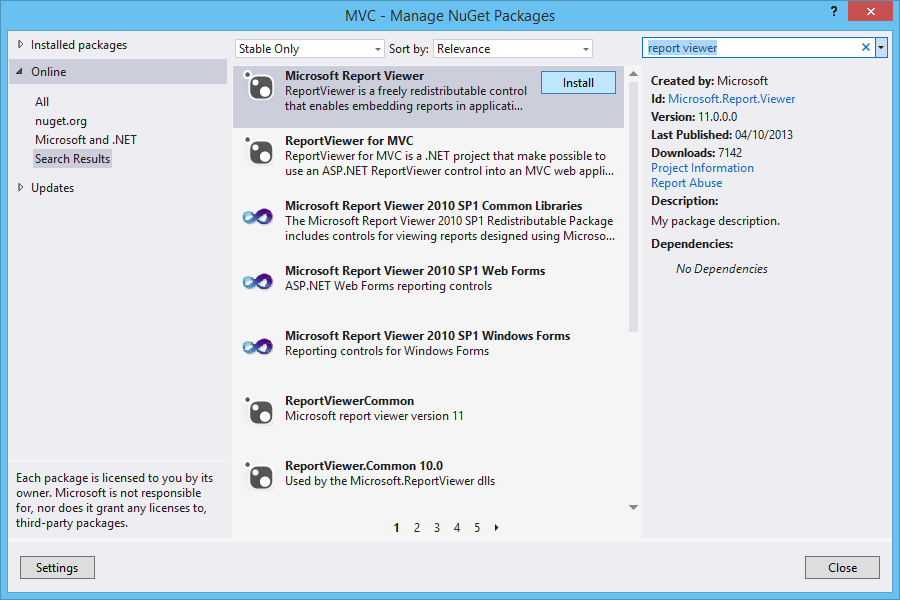 MVC - Manage NuGet Packages
?
Installed packages
Online
All
nuget.org
Microsoft and .NET
Search Results
Updates
Each package is licensed to you by its
owner. Microsoft is not responsible
for, nor does it grant any licenses to,
third-party packages.
Stable Only
Sort by:
Relevance
Microsoft Report Viewer
ReportViewer is a freely redistributable control
that enables embedding reports in applicati...
Install
ReportViewer for MVC
ReportViewer for MVC is a .NET project that make possible to
use an ASP.NET ReportViewer control into an MVC web appli...
Microsoft Report Viewer 2010 SP1 Common Libraries
The Microsoft Report Viewer 2010 SP1 Redistributable Package
includes controls for viewing reports designed using Microso...
Microsoft Report Viewer 2010 SP1 Web Forms
ASP.NET Web Forms reporting controls
Microsoft Report Viewer 2010 SP1 Windows Forms
Reporting controls for Windows Forms
ReportViewerCommon
Microsoft report viewer version 11
ReportViewer.Common 10.0
Used by the Microsoft.ReportViewer dlls
1 2 3 4 5
report viewer
Created by: Microsoft
Id: Microsoft.Report.Viewer
Version: 11.0.0.0
Last Published: 04/10/2013
Downloads: 7142
Project Information
Report Abuse
Description:
My package description.
Dependencies:
No Dependencies
Settings
Close